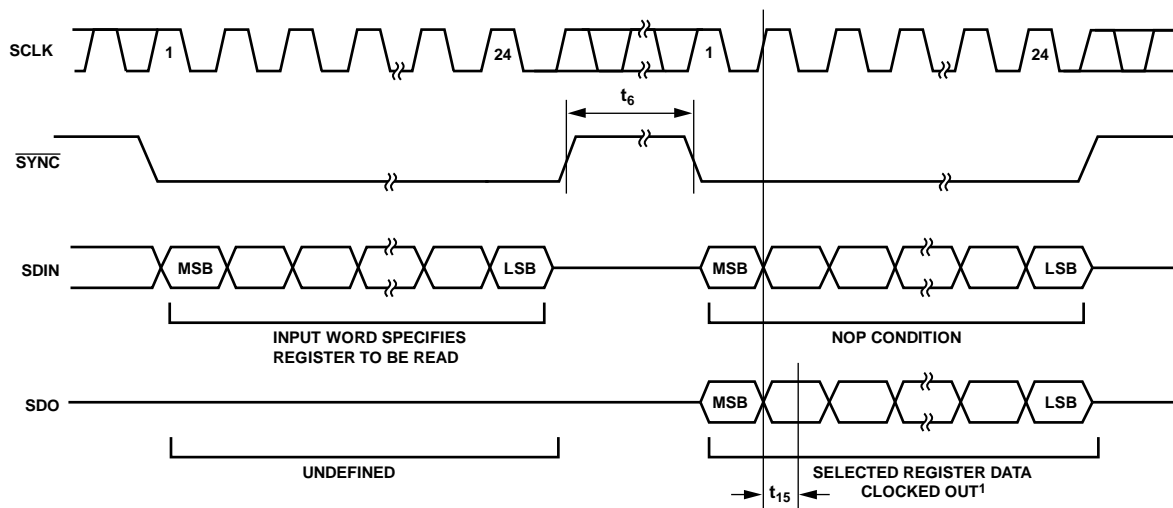 SCLK
1
24
1
24
t6
SYNC
SDIN
MSB
LSB
MSB
LSB
INPUT WORD SPECIFIES
REGISTER TO BE READ
NOP CONDITION
SDO
MSB
LSB
UNDEFINED
SELECTED REGISTER DATA
CLOCKED OUT1
t15